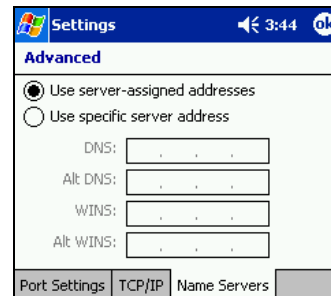 Settings 3:44 ok
Advanced
Use server-assigned addresses
Use specific server address
DNS: . . .
Alt DNS: . . .
WINS: . . .
Alt WINS: . . .
Port Settings TCP/IP Name Servers